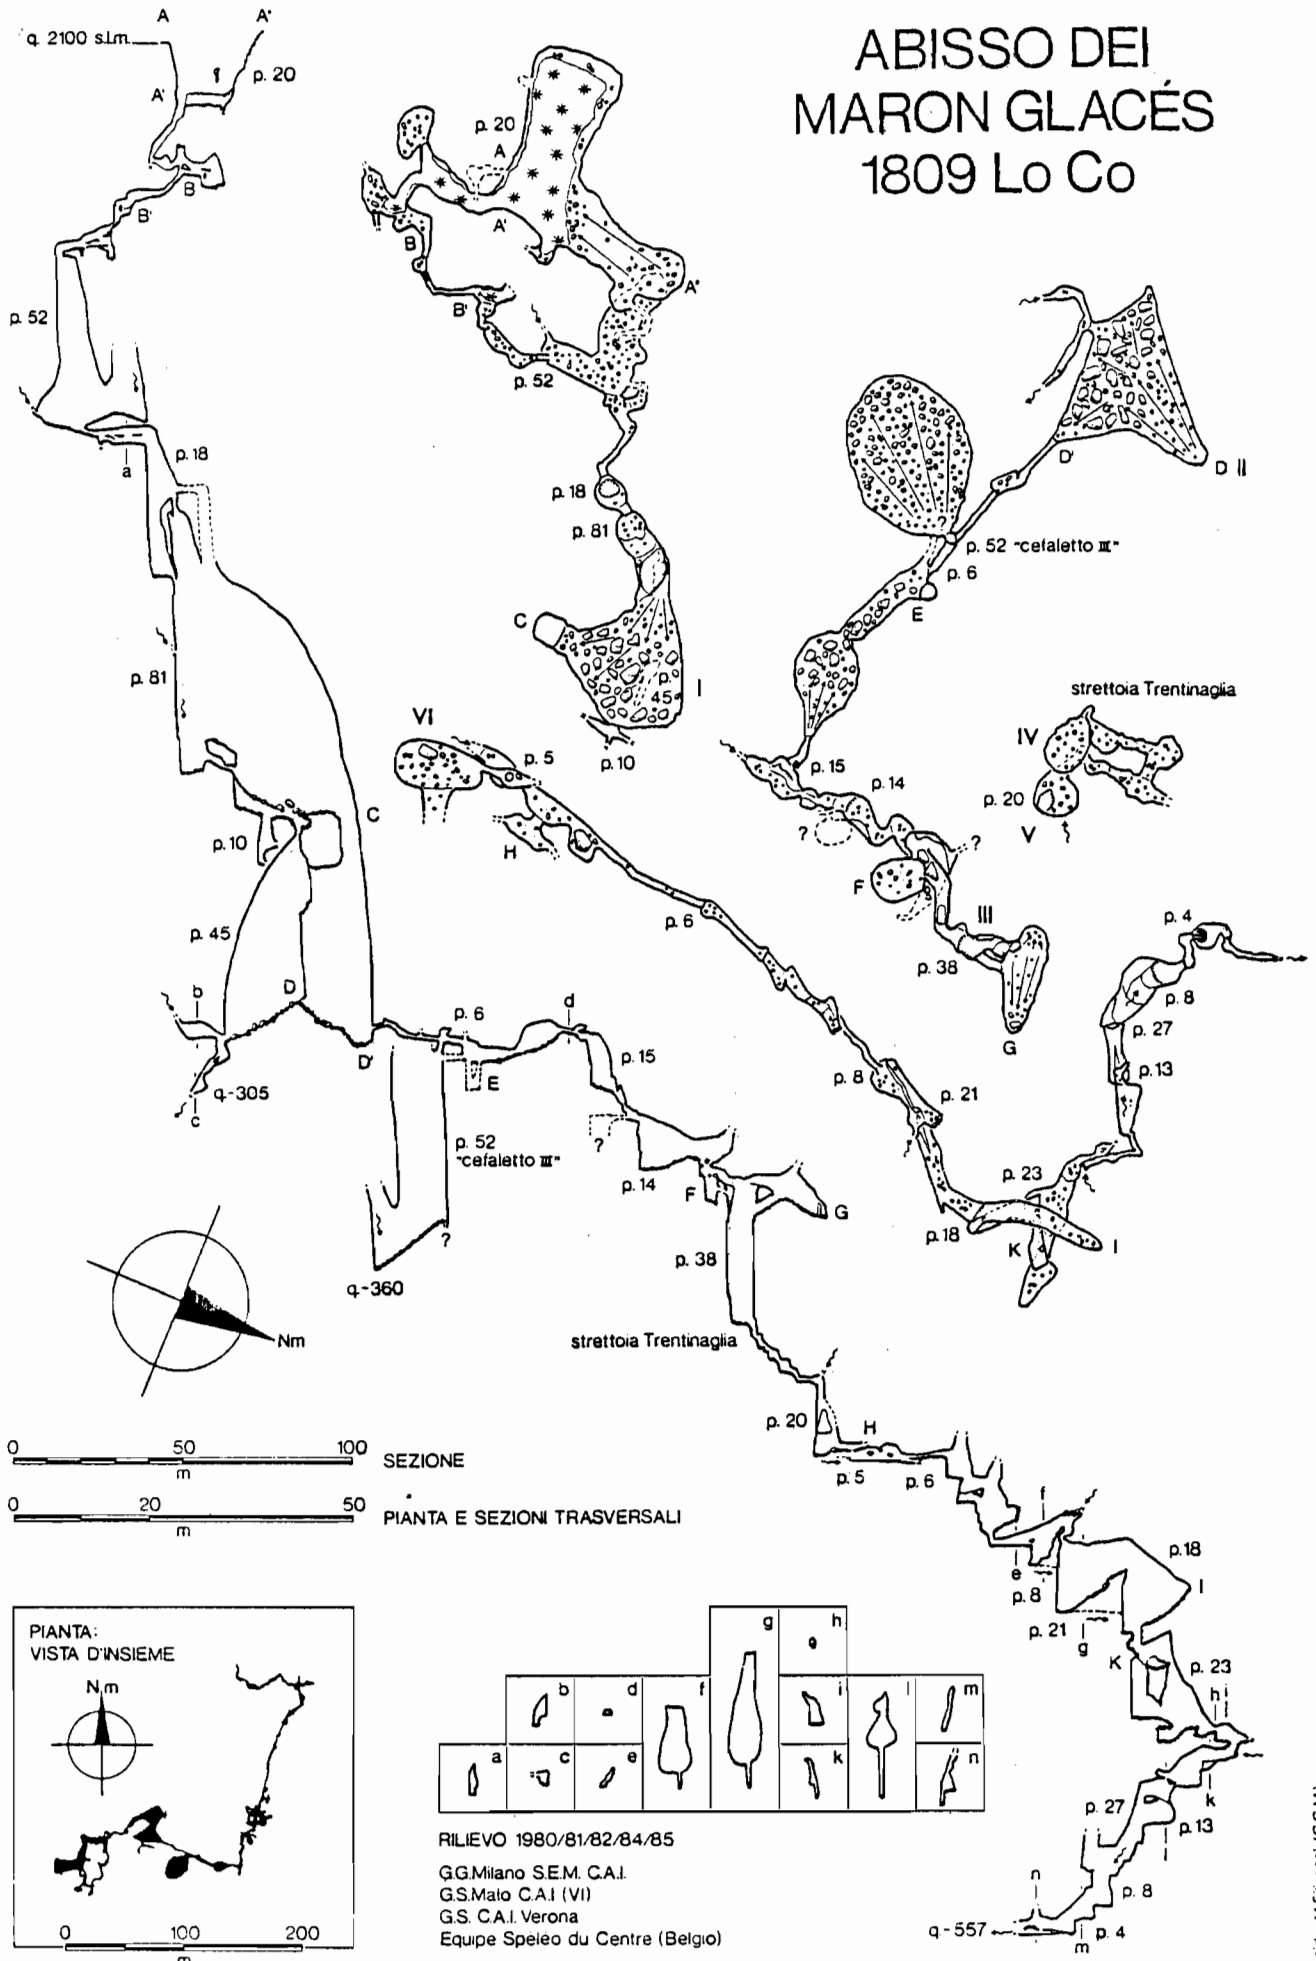 ABISSO DEI
MARON GLACÉS
1809 Lo Co
A
A"
q. 2100 s.l.m.
p. 20
A'
B
B'
p. 52
a
p. 18
p. 81
p. 10
C
p. 45
b
D
q-305
c
D'
p. 6
d
E
p. 15
p. 52
"cefaletto III"
?
q-360
?
p. 14
F
G
p. 38
strettoia Trentinaglia
p. 20
H
p. 5
p. 6
f
e
p. 8
p. 18
I
p. 21
g
K
p. 23
h
i
k
p. 27
p. 13
l
p. 8
n
q-557
m
p. 4
p. 20
A
A'
A"
B
B'
p. 52
p. 18
p. 81
C
p. 45
I
p. 10
D'
D II
p. 52 "cefaletto III"
p. 6
E
p. 15
p. 14
?
?
F
III
p. 38
G
strettoia Trentinaglia
IV
p. 20
V
VI
p. 5
H
p. 6
p. 8
p. 21
p. 18
p. 23
K
I
p. 4
p. 8
p. 27
p. 13
Nm
0 50 100
m
SEZIONE
0 20 50
m
PIANTA E SEZIONI TRASVERSALI
PIANTA:
VISTA D'INSIEME
Nm
0 100 200
m
g h
b d f i l m
a c e k n
RILIEVO 1980/81/82/84/85
G.G.Milano S.E.M. C.A.I.
G.S.Malo C.A.I (VI)
G.S. C.A.I. Verona
Equipe Spéléo du Centre (Belgio)